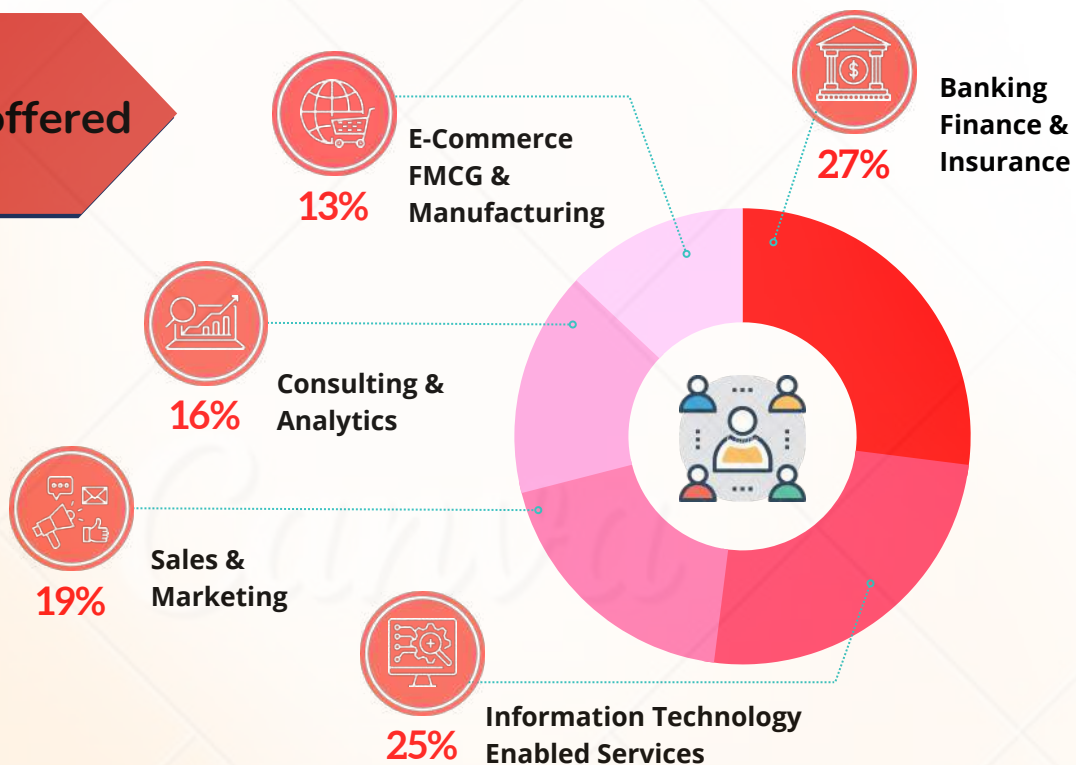 offered
Banking
Finance &
Insurance
27%
E-Commerce
FMCG &
Manufacturing
13%
Consulting &
Analytics
16%
Sales &
Marketing
19%
Information Technology
Enabled Services
25%
Canva